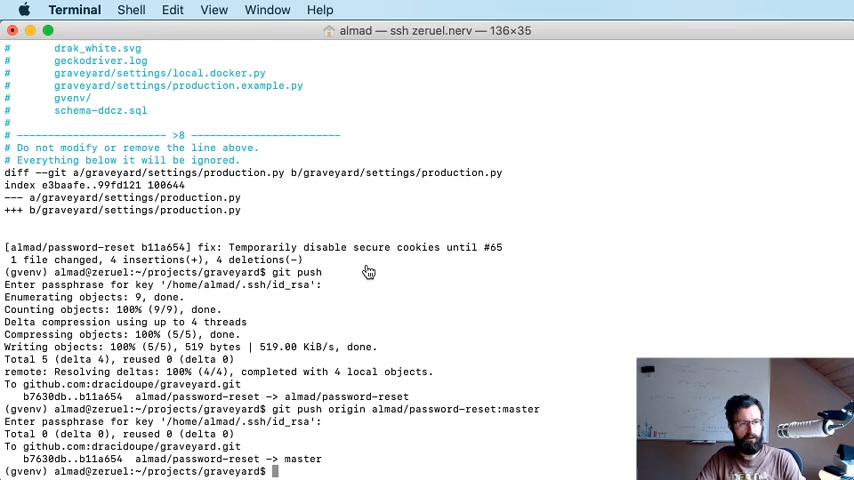 Terminal Shell Edit View Window Help
almad — ssh zeruel.nerv — 136×35
# drak_white.svg
# geckodriver.log
# graveyard/settings/local.docker.py
# graveyard/settings/production.example.py
# gvenv/
# schema-ddcz.sql
#
# ------------------------ >8 ------------------------
# Do not modify or remove the line above.
# Everything below it will be ignored.
diff --git a/graveyard/settings/production.py b/graveyard/settings/production.py
index e3baafe..99fd121 100644
--- a/graveyard/settings/production.py
+++ b/graveyard/settings/production.py
[almad/password-reset b11a654] fix: Temporarily disable secure cookies until #65
1 file changed, 4 insertions(+), 4 deletions(-)
(gvenv) almad@zeruel:~/projects/graveyard$ git push
Enter passphrase for key '/home/almad/.ssh/id_rsa':
Enumerating objects: 9, done.
Counting objects: 100% (9/9), done.
Delta compression using up to 4 threads
Compressing objects: 100% (5/5), done.
Writing objects: 100% (5/5), 519 bytes | 519.00 KiB/s, done.
Total 5 (delta 4), reused 0 (delta 0)
remote: Resolving deltas: 100% (4/4), completed with 4 local objects.
To github.com:dracidoupe/graveyard.git
b7630db..b11a654 almad/password-reset -> almad/password-reset
(gvenv) almad@zeruel:~/projects/graveyard$ git push origin almad/password-reset:master
Enter passphrase for key '/home/almad/.ssh/id_rsa':
Total 0 (delta 0), reused 0 (delta 0)
To github.com:dracidoupe/graveyard.git
b7630db..b11a654 almad/password-reset -> master
(gvenv) almad@zeruel:~/projects/graveyard$